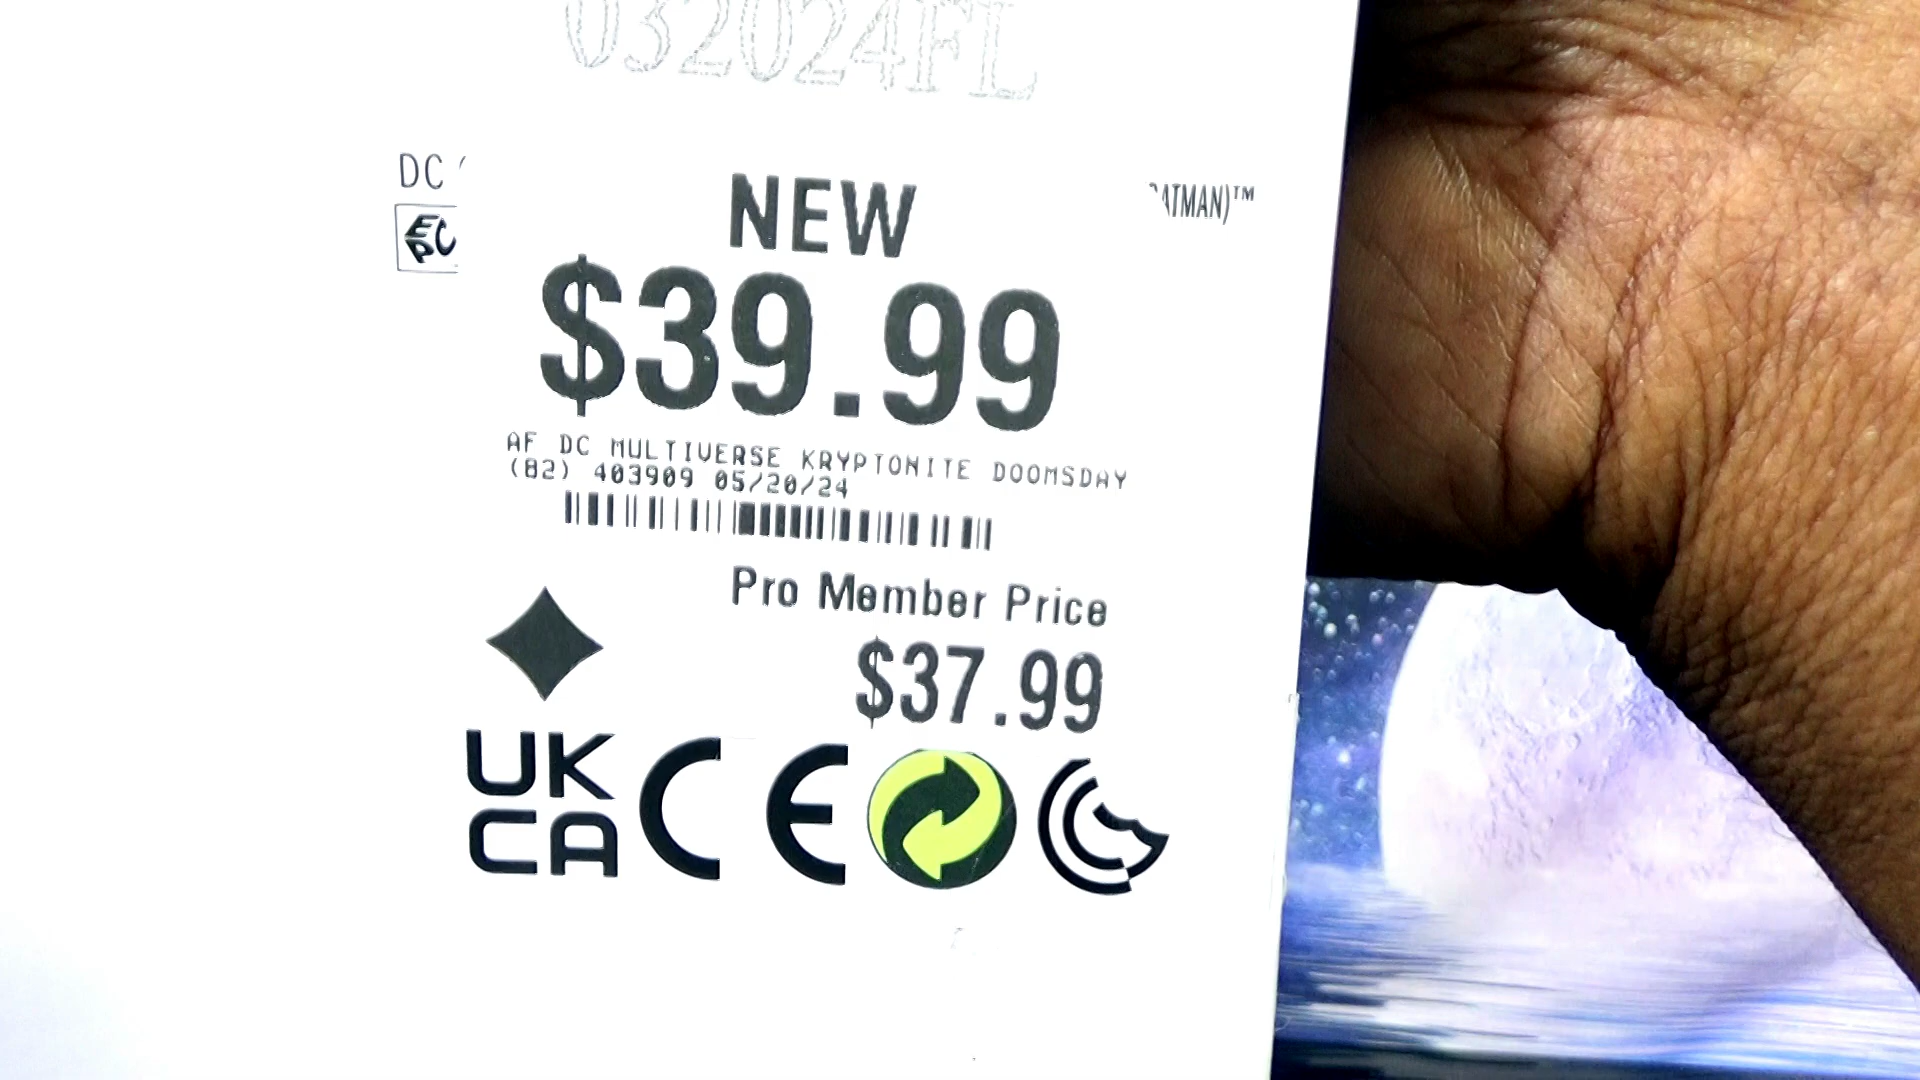 032024FL
DC
ATMAN)™
EPC
NEW
$39.99
AF DC MULTIVERSE KRYPTONITE DOOMSDAY
(B2) 403909 05/20/24
Pro Member Price
$37.99
UK
CA
CE